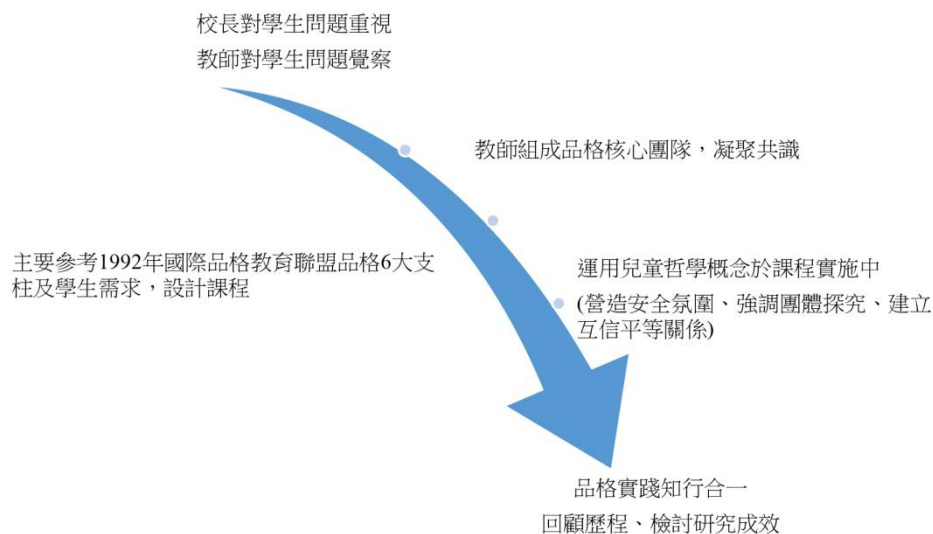 校長對學生問題重視
教師對學生問題覺察
教師組成品格核心團隊，凝聚共識
主要參考1992年國際品格教育聯盟品格6大支
柱及學生需求，設計課程
運用兒童哲學概念於課程實施中
(營造安全氛圍、強調團體探究、建立
互信平等關係)
品格實踐知行合一
回顧歷程、檢討研究成效